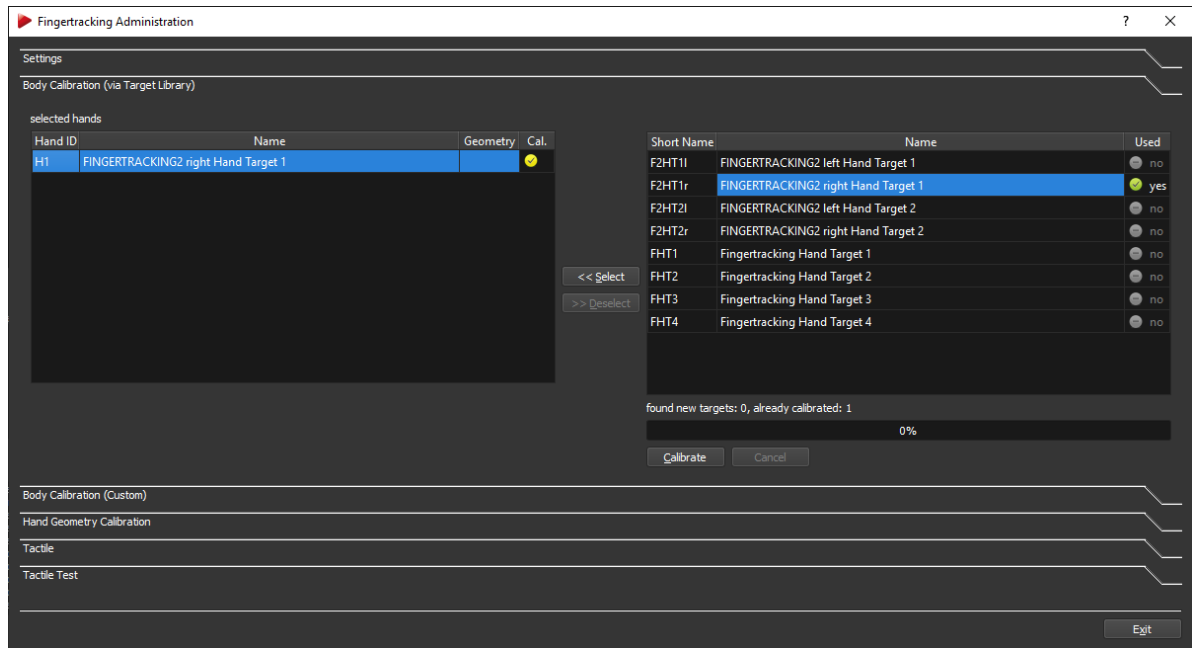 Fingertracking Administration ? ×
Settings
Body Calibration (via Target Library)
selected hands
Hand ID Name Geometry Cal.
H1 FINGERTRACKING2 right Hand Target 1
<< Select
>> Deselect
Short Name Name Used
F2HT1l FINGERTRACKING2 left Hand Target 1 no
F2HT1r FINGERTRACKING2 right Hand Target 1 yes
F2HT2l FINGERTRACKING2 left Hand Target 2 no
F2HT2r FINGERTRACKING2 right Hand Target 2 no
FHT1 Fingertracking Hand Target 1 no
FHT2 Fingertracking Hand Target 2 no
FHT3 Fingertracking Hand Target 3 no
FHT4 Fingertracking Hand Target 4 no
found new targets: 0, already calibrated: 1
0%
Calibrate Cancel
Body Calibration (Custom)
Hand Geometry Calibration
Tactile
Tactile Test
Exit